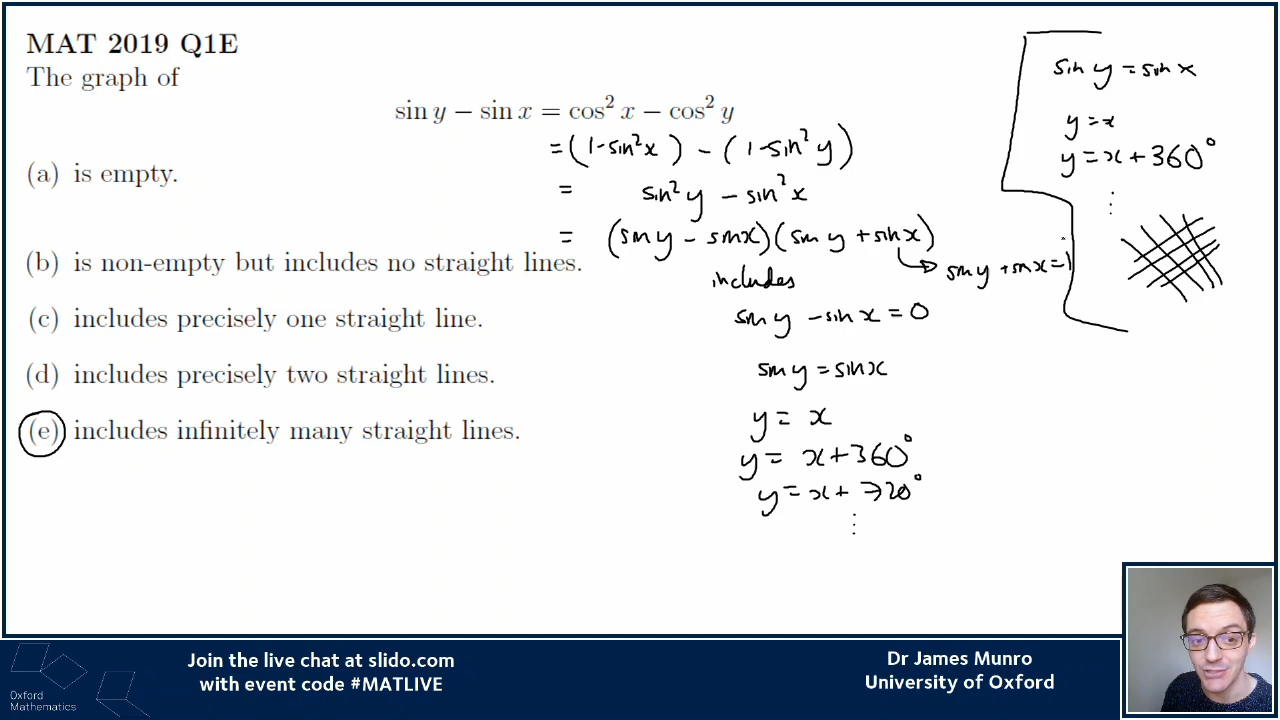 MAT 2019 Q1E
The graph of
sin y − sin x = cos² x − cos² y
= (1-sin²x) - (1-sin²y)
(a) is empty.
= sin²y - sin²x
= (sin y - sin x)(sin y + sin x)
sin y + sin x = 1
(b) is non-empty but includes no straight lines.
includes
(c) includes precisely one straight line.
sin y - sin x = 0
(d) includes precisely two straight lines.
sin y = sin x
(e) includes infinitely many straight lines.
y = x
y = x + 360°
y = x + 720°
⋮
sin y = sin x
y = x
y = x + 360°
⋮
Oxford
Mathematics
Join the live chat at slido.com
with event code #MATLIVE
Dr James Munro
University of Oxford